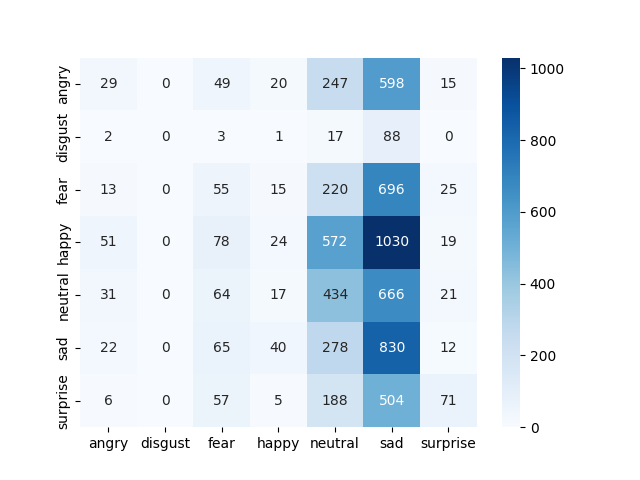 angry 29 0 49 20 247 598 15
disgust 2 0 3 1 17 88 0
fear 13 0 55 15 220 696 25
happy 51 0 78 24 572 1030 19
neutral 31 0 64 17 434 666 21
sad 22 0 65 40 278 830 12
surprise 6 0 57 5 188 504 71
angry disgust fear happy neutral sad surprise
1000
800
600
400
200
0